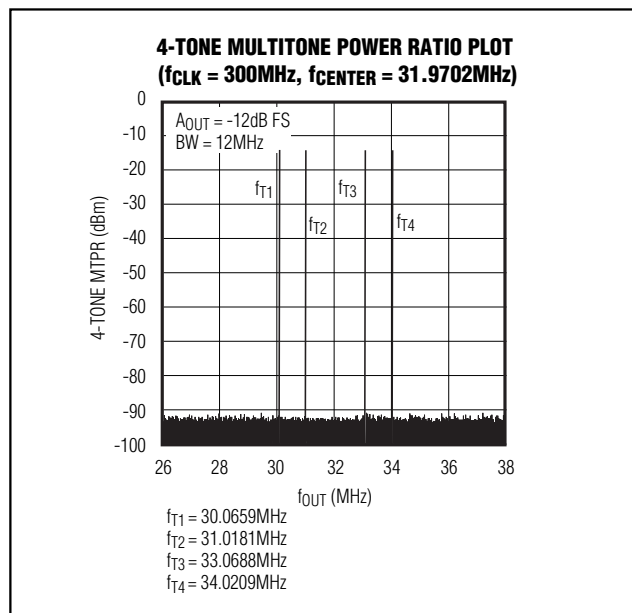 4-TONE MULTITONE POWER RATIO PLOT
(fCLK = 300MHz, fCENTER = 31.9702MHz)
AOUT = -12dB FS
BW = 12MHz
fT1
fT2
fT3
fT4
4-TONE MTPR (dBm)
0
-10
-20
-30
-40
-50
-60
-70
-80
-90
-100
26 28 30 32 34 36 38
fOUT (MHz)
fT1 = 30.0659MHz
fT2 = 31.0181MHz
fT3 = 33.0688MHz
fT4 = 34.0209MHz